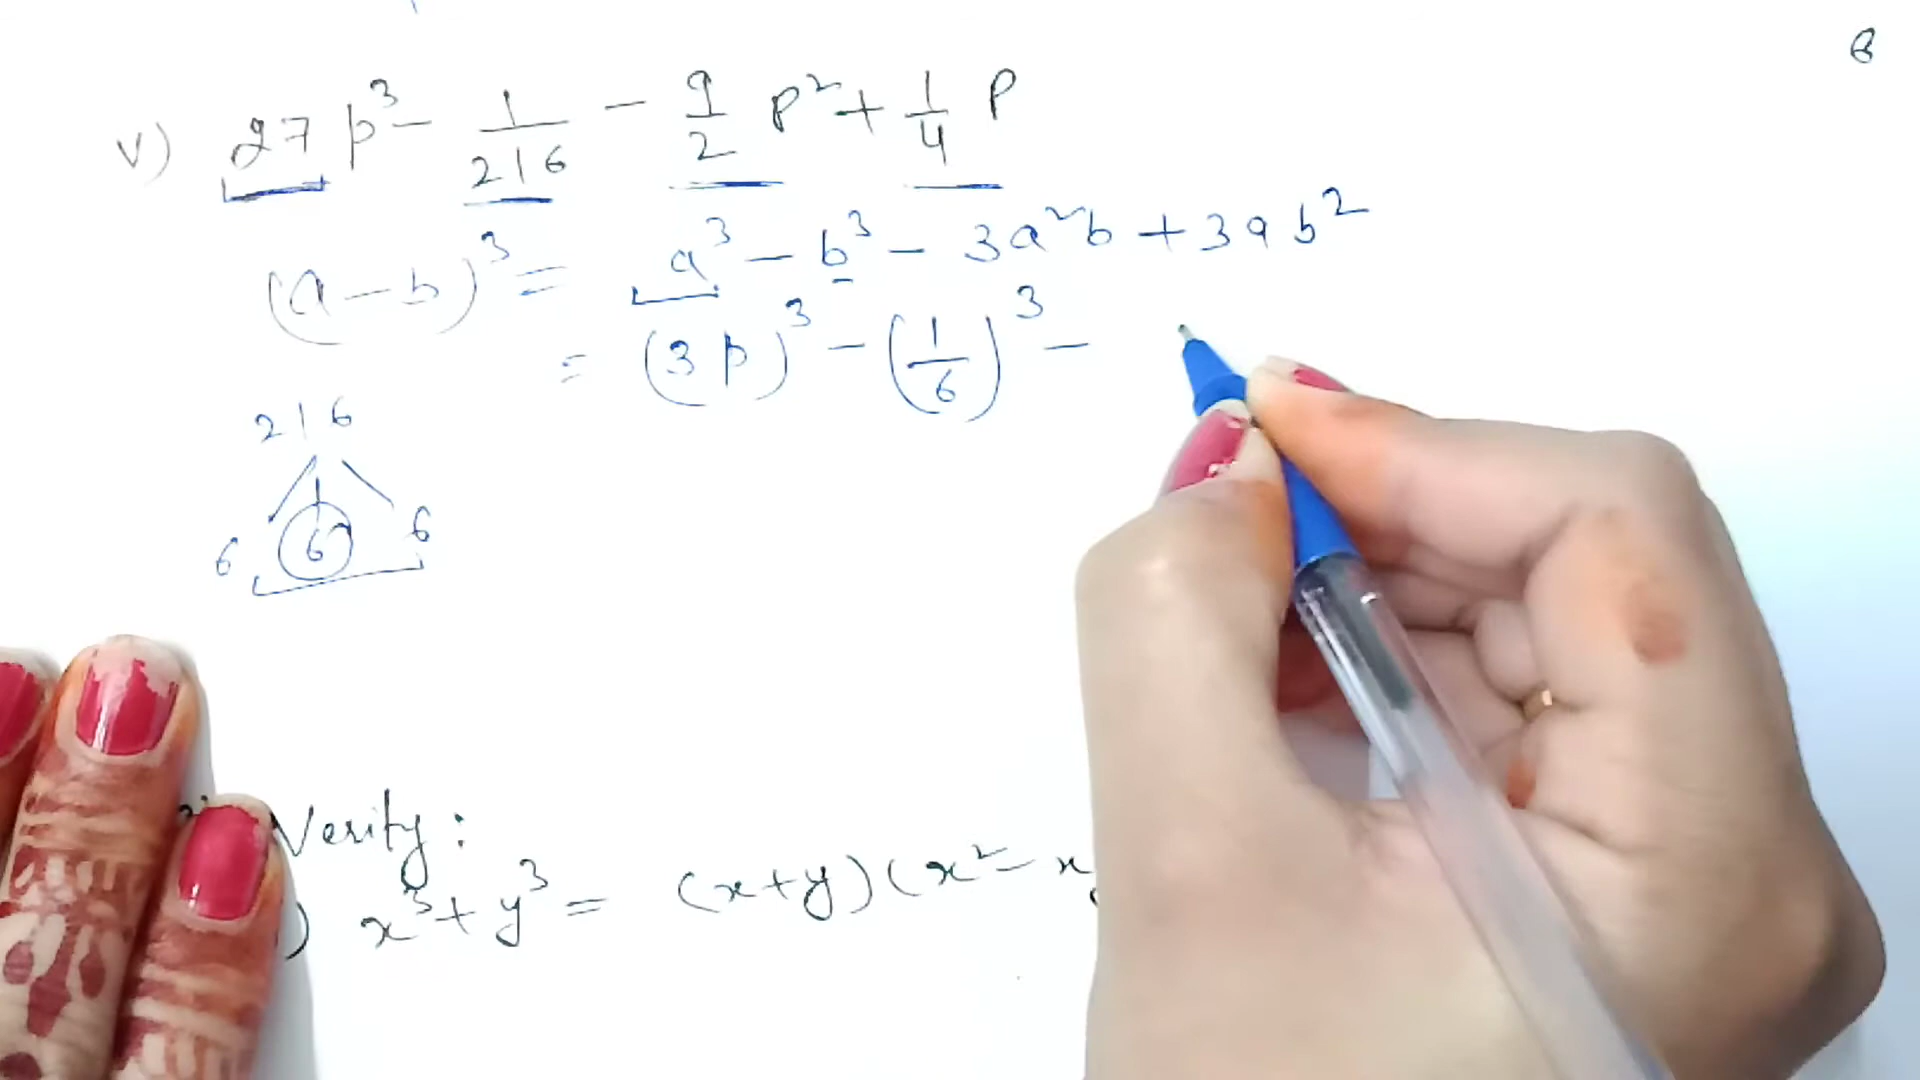 v) 27p³ - 1/216 - 9/2 p² + 1/4 p
(a-b)³ = a³ - b³ - 3a²b + 3ab²
= (3p)³ - (1/6)³ -
216
6 6 6
Verify:
) x³ + y³ = (x+y)(x² - x